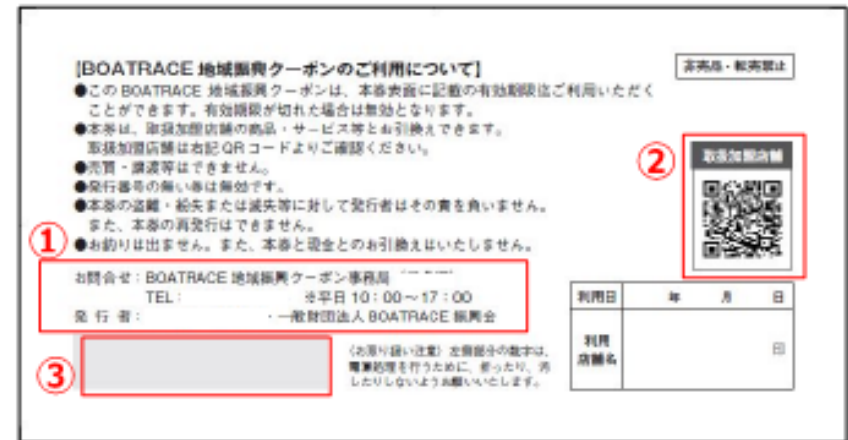 [BOATRACE 地域振興クーポンのご利用について]
非売品・転売禁止
●この BOATRACE 地域振興クーポンは、本券表面に記載の有効期限迄ご利用いただく
ことができます。有効期限が切れた場合は無効となります。
●本券は、取扱加盟店舗の商品・サービス等とお引換えできます。
取扱加盟店舗は右記 QR コードよりご確認ください。
●売買・譲渡等はできません。
●発行番号の無い券は無効です。
●本券の盗難・紛失または滅失等に対して発行者はその責を負いません。
また、本券の再発行はできません。
●お釣りは出ません。また、本券と現金とのお引換えはいたしません。
②
取扱加盟店舗
①
お問合せ：BOATRACE 地域振興クーポン事務局
TEL： ※平日 10：00～17：00
発 行 者： ・一般財団法人 BOATRACE 振興会
利用日 年 月 日
利用
店舗名
印
③
〈お取り扱い注意〉左側部分の数字は、
電算処理を行うために、折ったり、汚
したりしないようお願いいたします。